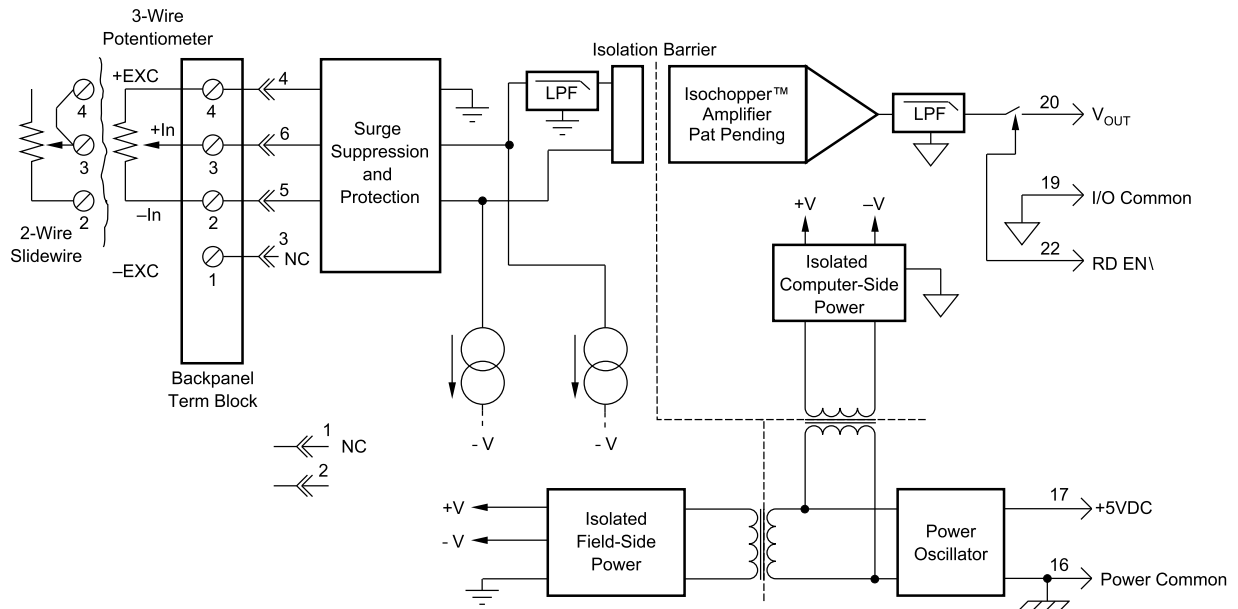 3-Wire
Potentiometer
+EXC
4
3
2
2-Wire
Slidewire
+In
–In
–EXC
4
3
2
1
Backpanel
Term Block
4
6
5
3
NC
1
NC
2
Surge
Suppression
and
Protection
LPF
Isolation Barrier
Isochopper™
Amplifier
Pat Pending
LPF
20
VOUT
19
I/O Common
22
RD EN\
+V
–V
Isolated
Computer-Side
Power
- V
- V
+V
- V
Isolated
Field-Side
Power
Power
Oscillator
17
+5VDC
16
Power Common